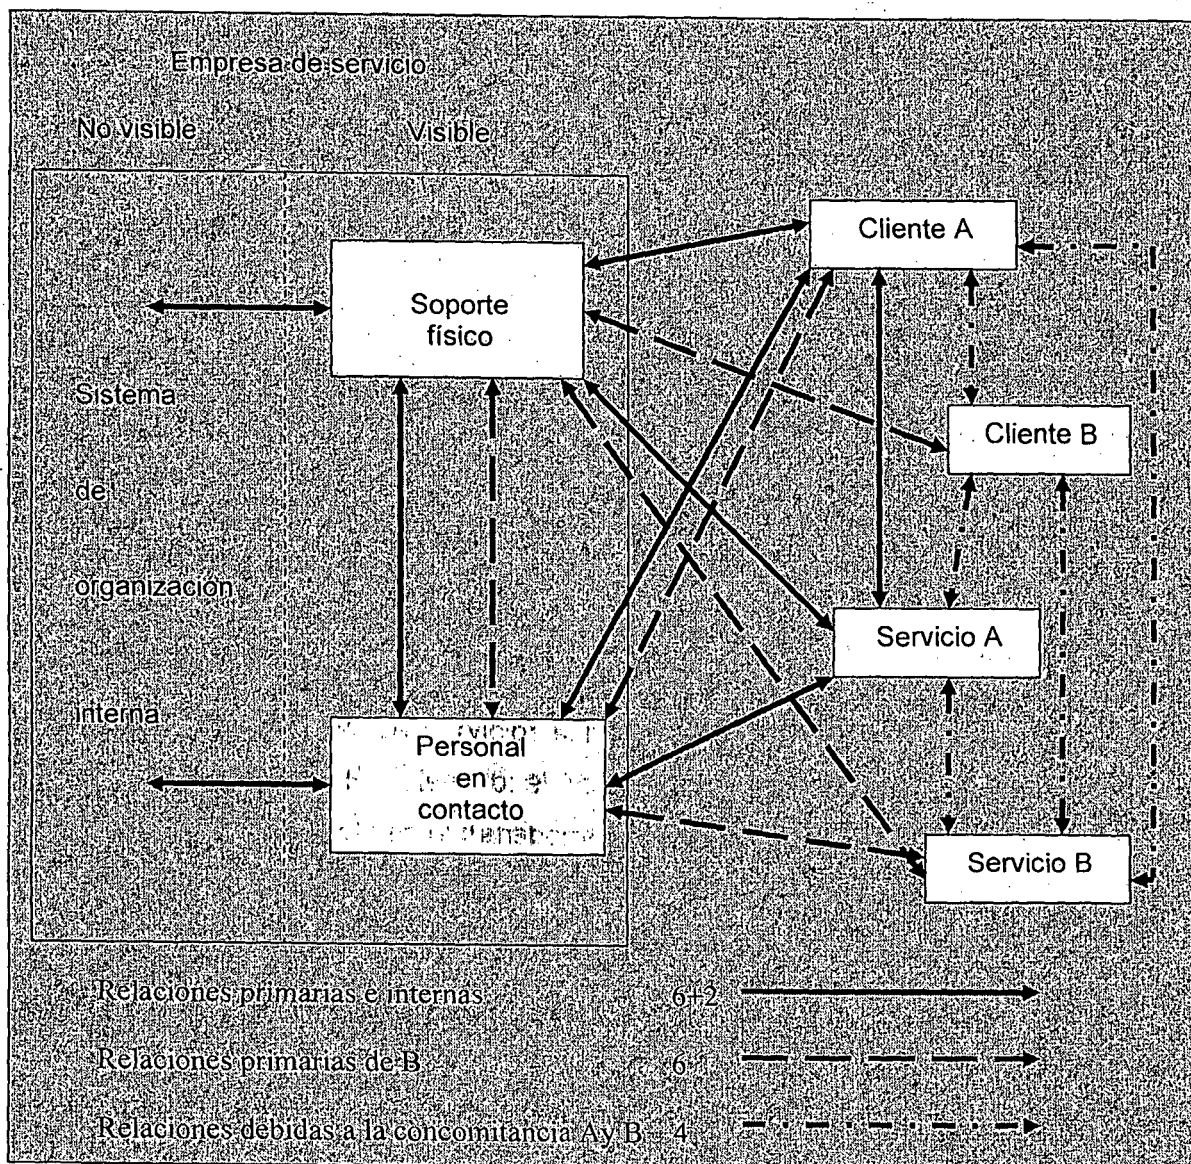 Empresa de servicio
No visible
Visible
Cliente A
Soporte
físico
Sistema
Cliente B
de
organización
Servicio A
interna
Personal
en
contacto
Servicio B
Relaciones primarias e internas 6+2
Relaciones primarias de B 6
Relaciones debidas a la concomitancia A y B 4